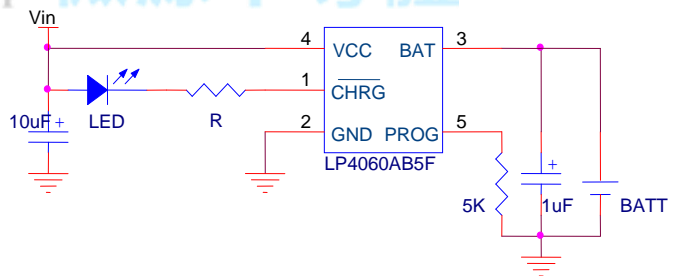 Vin
4 VCC BAT 3
1 CHRG
10uF + LED R
2 GND PROG 5
LP4060AB5F
+
5K 1uF BATT